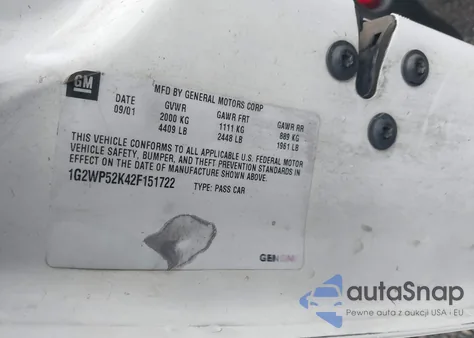 GM
MFD BY GENERAL MOTORS CORP
DATE GVWR GAWR FRT GAWR RR
09/01 2000 KG 1111 KG 889 KG
4409 LB 2448 LB 1961 LB
THIS VEHICLE CONFORMS TO ALL APPLICABLE U.S. FEDERAL MOTOR
VEHICLE SAFETY, BUMPER, AND THEFT PREVENTION STANDARDS IN
EFFECT ON THE DATE OF MANUFACTURE SHOWN ABOVE.
1G2WP52K42F151722 TYPE: PASS CAR
GENGM
autoSnap
Pewne auta z aukcji USA - EU